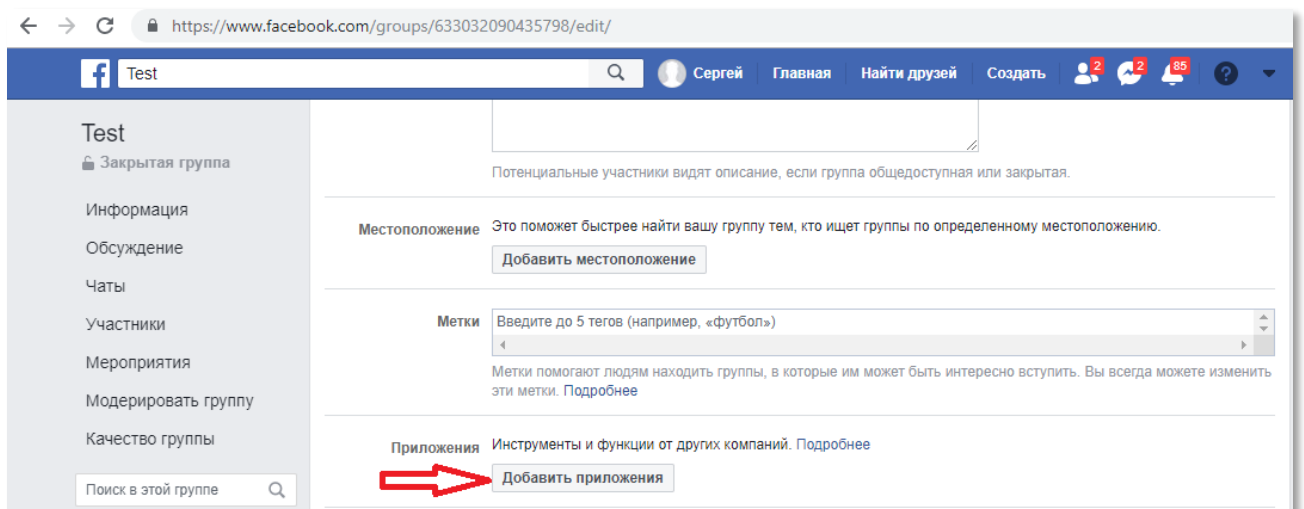 https://www.facebook.com/groups/633032090435798/edit/
f Test Сергей Главная Найти друзей Создать 2 2 85 ?
Test
Закрытая группа
Информация
Обсуждение
Чаты
Участники
Мероприятия
Модерировать группу
Качество группы
Поиск в этой группе
Потенциальные участники видят описание, если группа общедоступная или закрытая.
Местоположение Это поможет быстрее найти вашу группу тем, кто ищет группы по определенному местоположению.
Добавить местоположение
Метки Введите до 5 тегов (например, «футбол»)
Метки помогают людям находить группы, в которые им может быть интересно вступить. Вы всегда можете изменить
эти метки. Подробнее
Приложения Инструменты и функции от других компаний. Подробнее
Добавить приложения